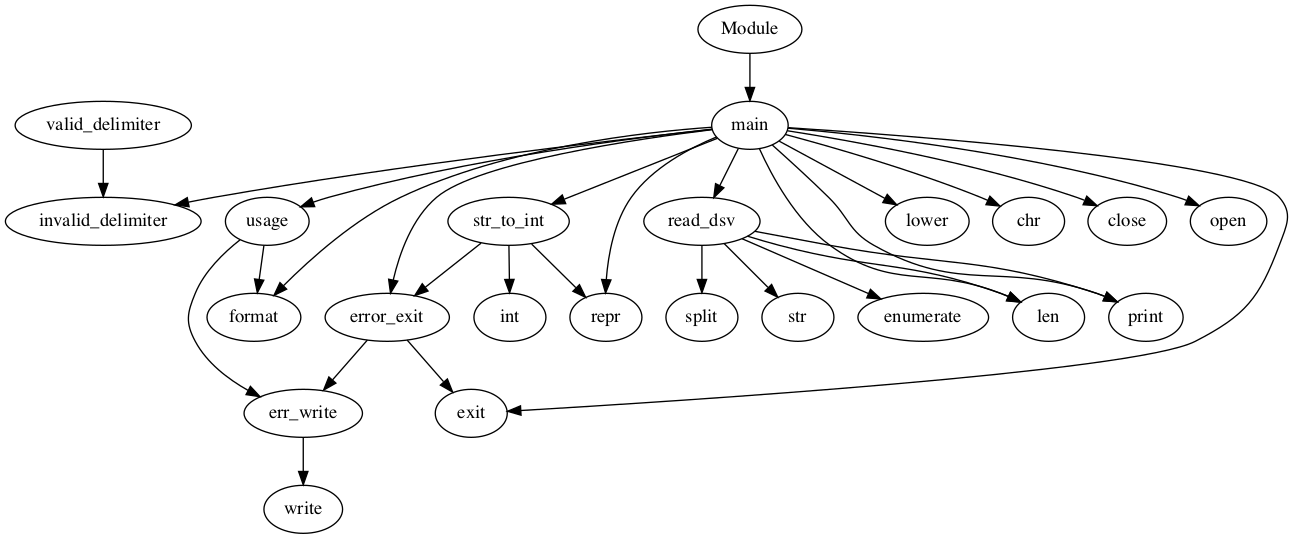 Module
valid_delimiter
main
invalid_delimiter
usage
str_to_int
read_dsv
lower
chr
close
open
format
error_exit
int
repr
split
str
enumerate
len
print
err_write
exit
write